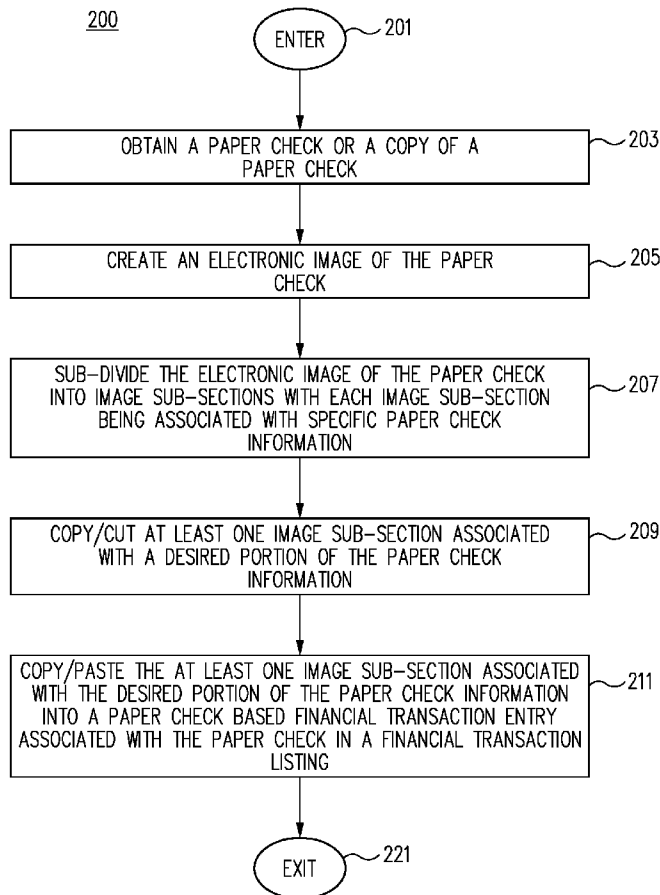 200
ENTER
201
OBTAIN A PAPER CHECK OR A COPY OF A
PAPER CHECK
203
CREATE AN ELECTRONIC IMAGE OF THE PAPER
CHECK
205
SUB-DIVIDE THE ELECTRONIC IMAGE OF THE PAPER CHECK
INTO IMAGE SUB-SECTIONS WITH EACH IMAGE SUB-SECTION
BEING ASSOCIATED WITH SPECIFIC PAPER CHECK
INFORMATION
207
COPY/CUT AT LEAST ONE IMAGE SUB-SECTION ASSOCIATED
WITH A DESIRED PORTION OF THE PAPER CHECK
INFORMATION
209
COPY/PASTE THE AT LEAST ONE IMAGE SUB-SECTION ASSOCIATED
WITH THE DESIRED PORTION OF THE PAPER CHECK INFORMATION
INTO A PAPER CHECK BASED FINANCIAL TRANSACTION ENTRY
ASSOCIATED WITH THE PAPER CHECK IN A FINANCIAL TRANSACTION
LISTING
211
EXIT
221